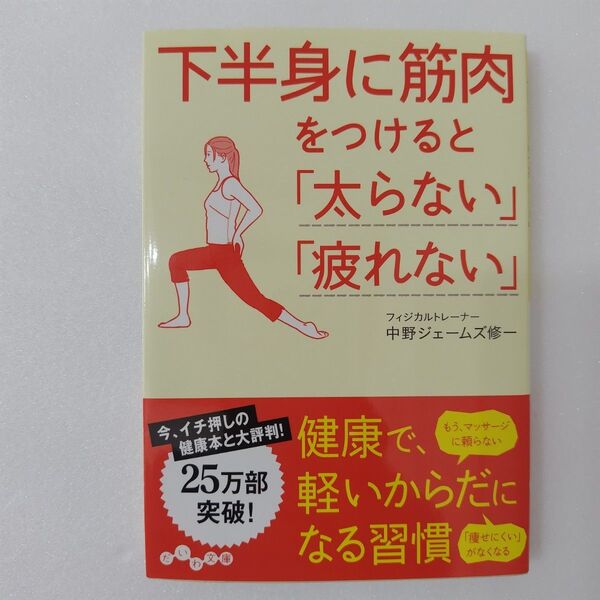 下半身に筋肉
をつけると
「太らない」
「疲れない」
フィジカルトレーナー
中野ジェームズ修一
今、イチ押しの
健康本と大評判!
25万部
突破!
健康で、
軽いからだに
なる習慣
もう、マッサージ
に頼らない
「痩せにくい」
がなくなる
だいわ文庫